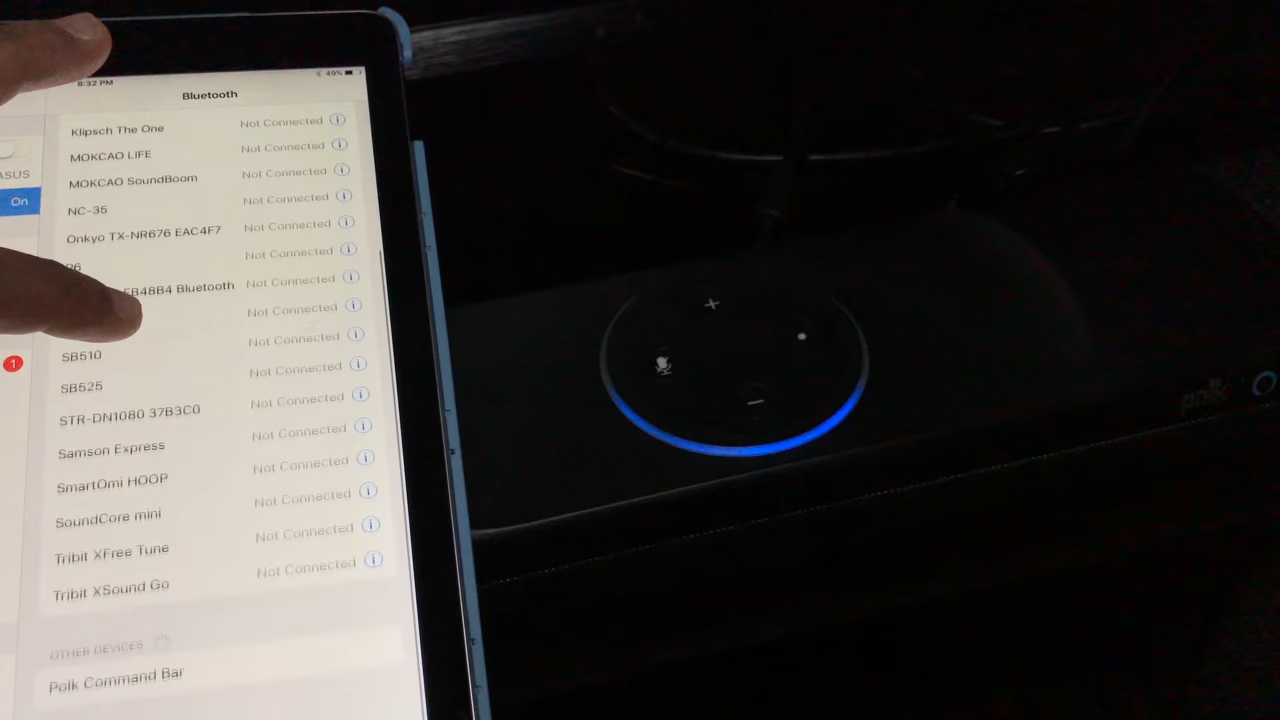 8:32 PM
49%
Bluetooth
Klipsch The One Not Connected
MOKCAO LIFE Not Connected
MOKCAO SoundBoom Not Connected
NC-35 Not Connected
Onkyo TX-NR676 EAC4F7 Not Connected
Not Connected
FB48B4 Bluetooth Not Connected
Not Connected
SB510 Not Connected
SB525 Not Connected
STR-DN1080 37B3C0 Not Connected
Samson Express Not Connected
SmartOmi HOOP Not Connected
SoundCore mini Not Connected
Tribit XFree Tune Not Connected
Tribit XSound Go Not Connected
OTHER DEVICES
Polk Command Bar
ASUS
On
1
polk